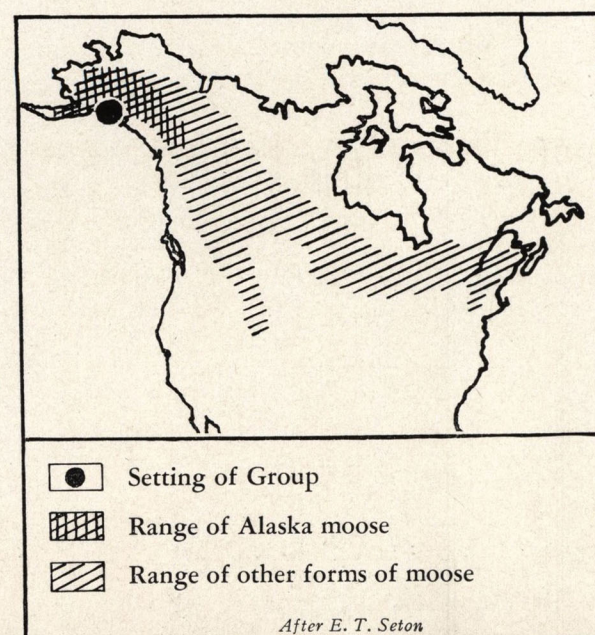 Setting of Group
Range of Alaska moose
Range of other forms of moose
After E. T. Seton